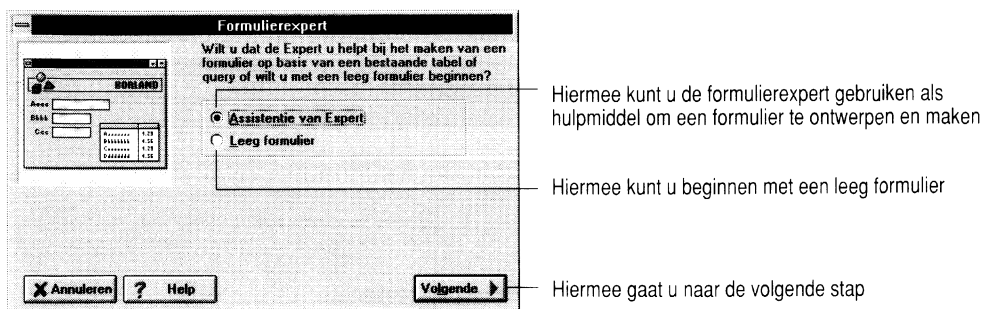 Formulierexpert
Wilt u dat de Expert u helpt bij het maken van een
formulier op basis van een bestaande tabel of
query of wilt u met een leeg formulier beginnen?
BORLAND
Aaaa
Bbbb
Ccc
Assistentie van Expert
Leeg formulier
Hiermee kunt u de formulierexpert gebruiken als
hulpmiddel om een formulier te ontwerpen en maken
Hiermee kunt u beginnen met een leeg formulier
Annuleren
? Help
Volgende
Hiermee gaat u naar de volgende stap